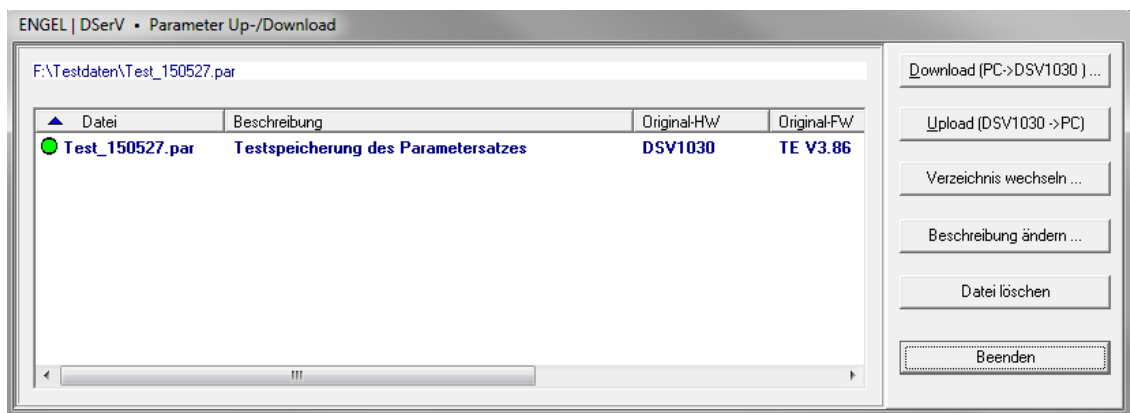 ENGEL | DSerV • Parameter Up-/Download
F:\Testdaten\Test_150527.par
Datei Beschreibung Original-HW Original-FW
Test_150527.par Testspeicherung des Parametersatzes DSV1030 TE V3.86
Download (PC->DSV1030 ) ...
Upload (DSV1030 ->PC)
Verzeichnis wechseln ...
Beschreibung ändern ...
Datei löschen
Beenden